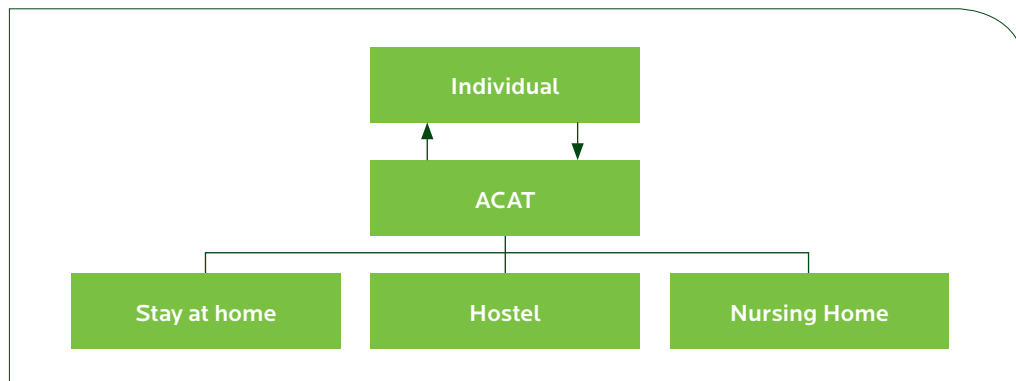 Individual
ACAT
Stay at home
Hostel
Nursing Home